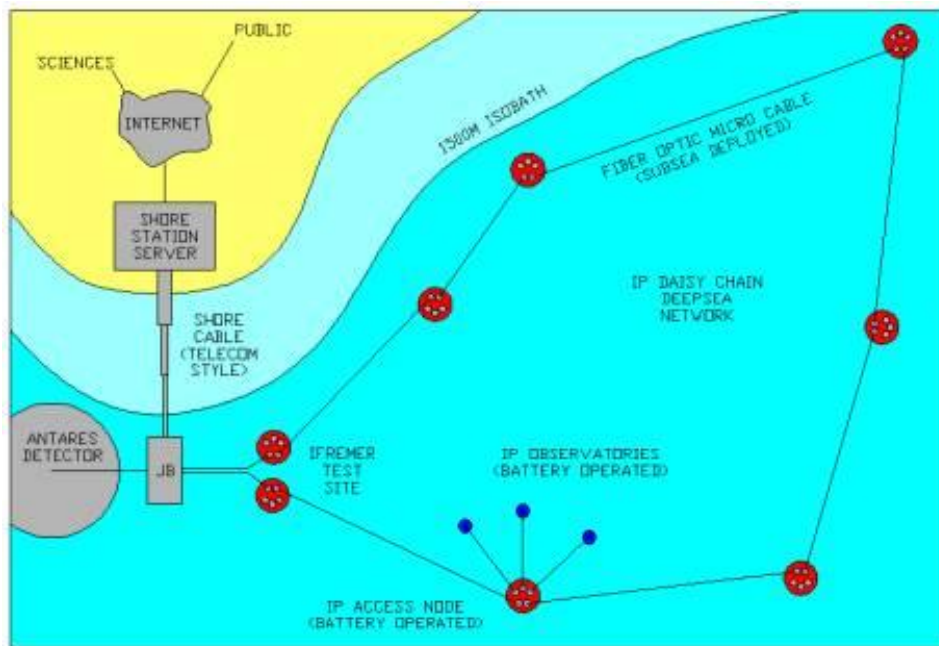 PUBLIC
SCIENCES
INTERNET
1500M ISOBATH
FIBER OPTIC MICRO CABLE
(SUBSEA DEPLOYED)
SHORE
STATION
SERVER
IP DAISY CHAIN
DEEPSEA
NETWORK
SHORE
CABLE
(TELECOM
STYLE)
ANTARES
DETECTOR
JB
IFREMER
TEST
SITE
IP OBSERVATORIES
(BATTERY OPERATED)
IP ACCESS NODE
(BATTERY OPERATED)